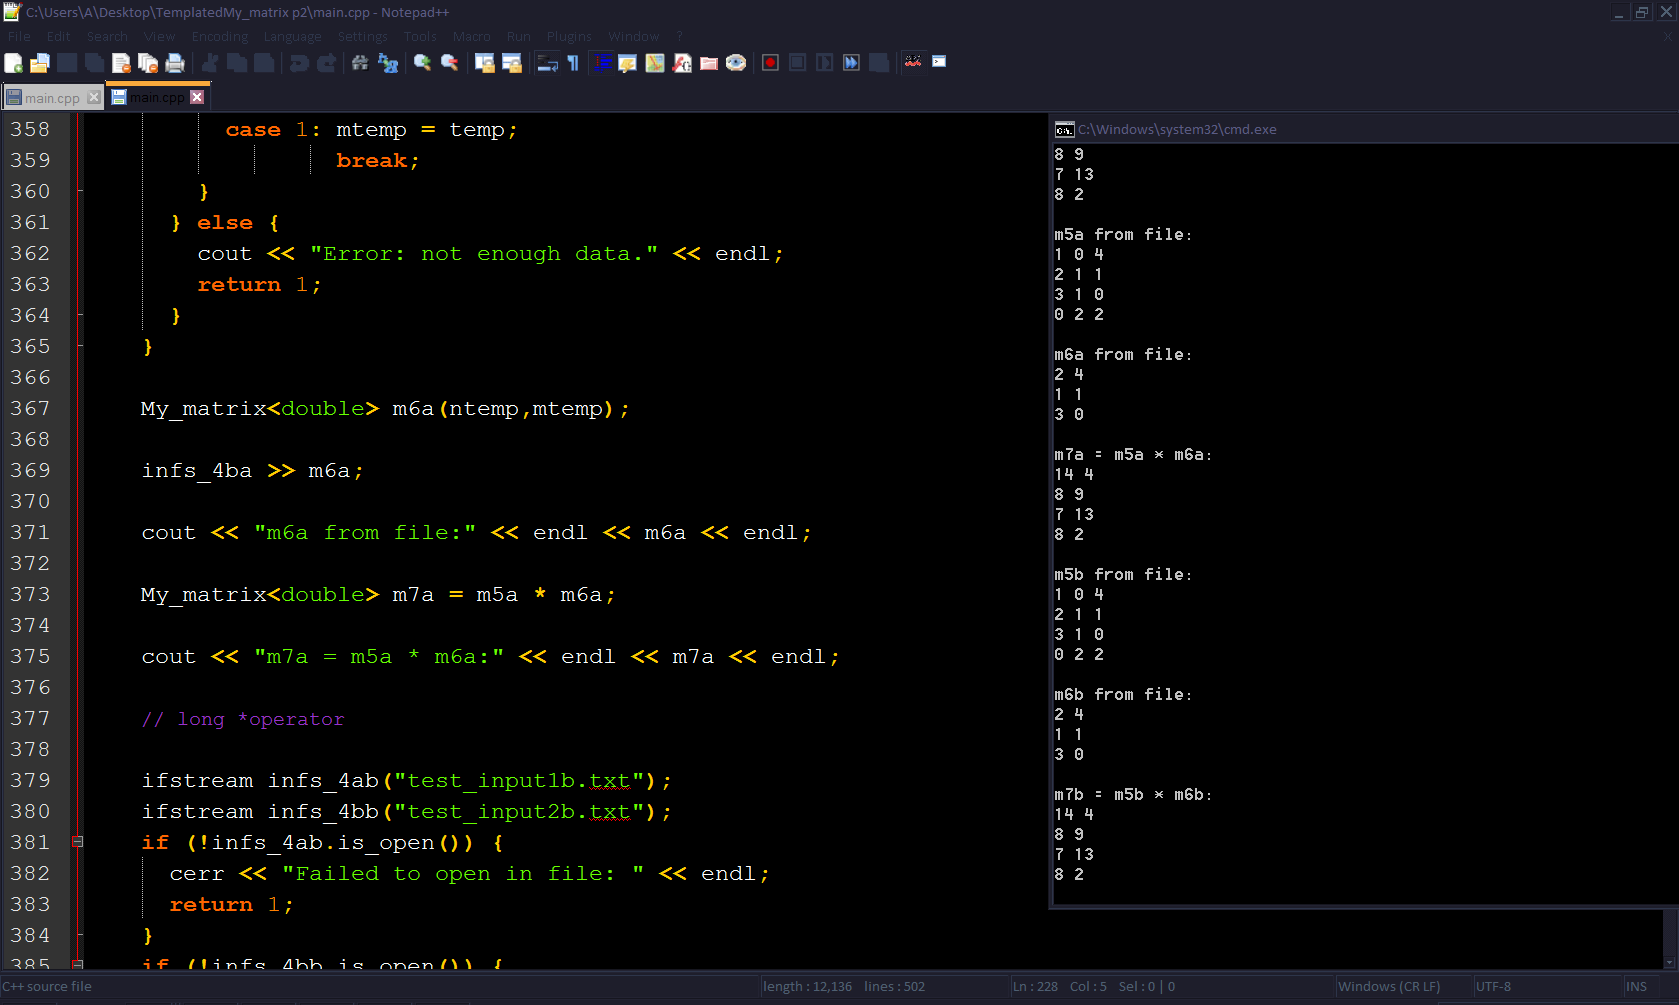 C:\Users\A\Desktop\TemplatedMy_matrix p2\main.cpp - Notepad++
File Edit Search View Encoding Language Settings Tools Macro Run Plugins Window ?
main.cpp main.cpp
358 case 1: mtemp = temp;
359 break;
360 }
361 } else {
362 cout << "Error: not enough data." << endl;
363 return 1;
364 }
365 }
366
367 My_matrix<double> m6a(ntemp,mtemp);
368
369 infs_4ba >> m6a;
370
371 cout << "m6a from file:" << endl << m6a << endl;
372
373 My_matrix<double> m7a = m5a * m6a;
374
375 cout << "m7a = m5a * m6a:" << endl << m7a << endl;
376
377 // long *operator
378
379 ifstream infs_4ab("test_input1b.txt");
380 ifstream infs_4bb("test_input2b.txt");
381 if (!infs_4ab.is_open()) {
382 cerr << "Failed to open in file: " << endl;
383 return 1;
384 }
385 if (!infs_4bb.is_open()) {
C:\Windows\system32\cmd.exe
8 9
7 13
8 2
m5a from file:
1 0 4
2 1 1
3 1 0
0 2 2
m6a from file:
2 4
1 1
3 0
m7a = m5a * m6a:
14 4
8 9
7 13
8 2
m5b from file:
1 0 4
2 1 1
3 1 0
0 2 2
m6b from file:
2 4
1 1
3 0
m7b = m5b * m6b:
14 4
8 9
7 13
8 2
C++ source file length : 12,136 lines : 502 Ln : 228 Col : 5 Sel : 0 | 0 Windows (CR LF) UTF-8 INS